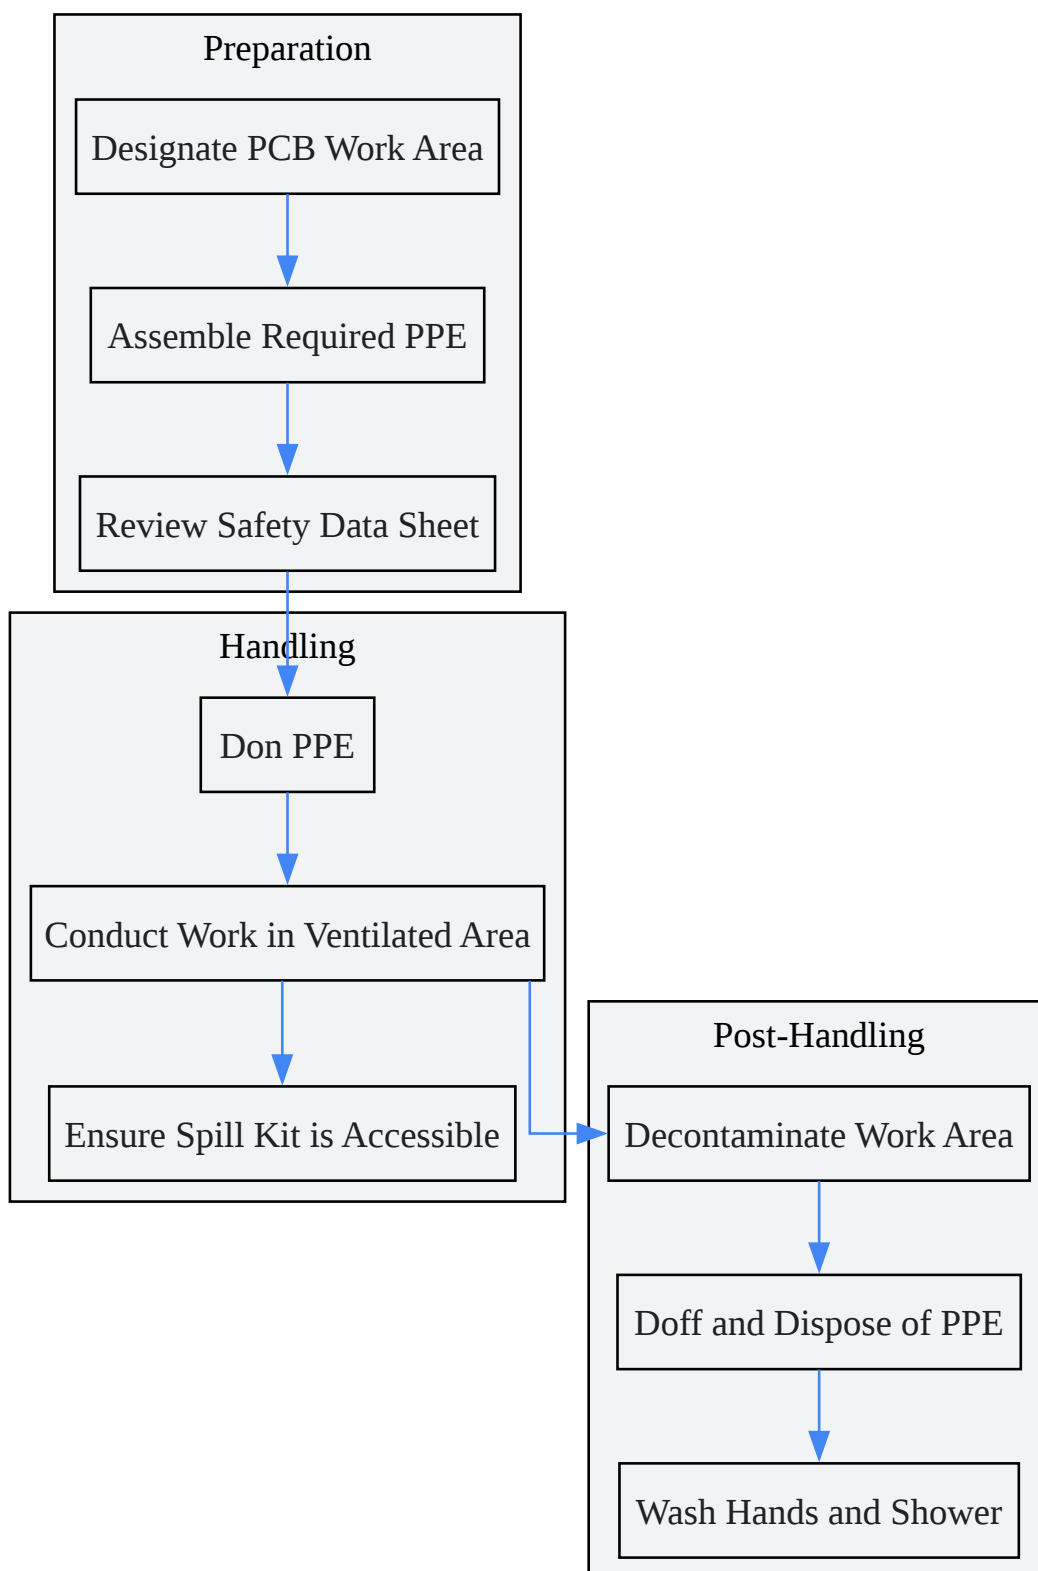 Preparation
Designate PCB Work Area
Assemble Required PPE
Review Safety Data Sheet
Handling
Don PPE
Conduct Work in Ventilated Area
Ensure Spill Kit is Accessible
Post-Handling
Decontaminate Work Area
Doff and Dispose of PPE
Wash Hands and Shower